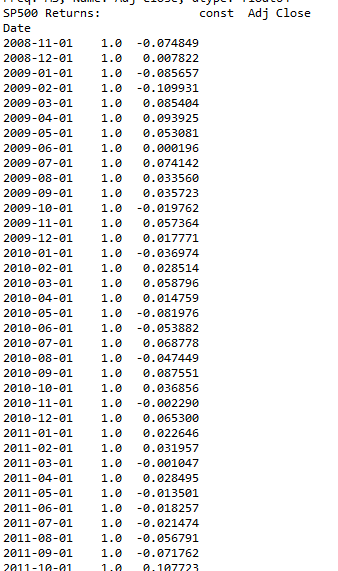 Freq: MS, Name: Adj Close, dtype: float64
SP500 Returns:             const  Adj Close
Date
2008-11-01    1.0  -0.074849
2008-12-01    1.0   0.007822
2009-01-01    1.0  -0.085657
2009-02-01    1.0  -0.109931
2009-03-01    1.0   0.085404
2009-04-01    1.0   0.093925
2009-05-01    1.0   0.053081
2009-06-01    1.0   0.000196
2009-07-01    1.0   0.074142
2009-08-01    1.0   0.033560
2009-09-01    1.0   0.035723
2009-10-01    1.0  -0.019762
2009-11-01    1.0   0.057364
2009-12-01    1.0   0.017771
2010-01-01    1.0  -0.036974
2010-02-01    1.0   0.028514
2010-03-01    1.0   0.058796
2010-04-01    1.0   0.014759
2010-05-01    1.0  -0.081976
2010-06-01    1.0  -0.053882
2010-07-01    1.0   0.068778
2010-08-01    1.0  -0.047449
2010-09-01    1.0   0.087551
2010-10-01    1.0   0.036856
2010-11-01    1.0  -0.002290
2010-12-01    1.0   0.065300
2011-01-01    1.0   0.022646
2011-02-01    1.0   0.031957
2011-03-01    1.0  -0.001047
2011-04-01    1.0   0.028495
2011-05-01    1.0  -0.013501
2011-06-01    1.0  -0.018257
2011-07-01    1.0  -0.021474
2011-08-01    1.0  -0.056791
2011-09-01    1.0  -0.071762
2011-10-01    1.0   0.107723